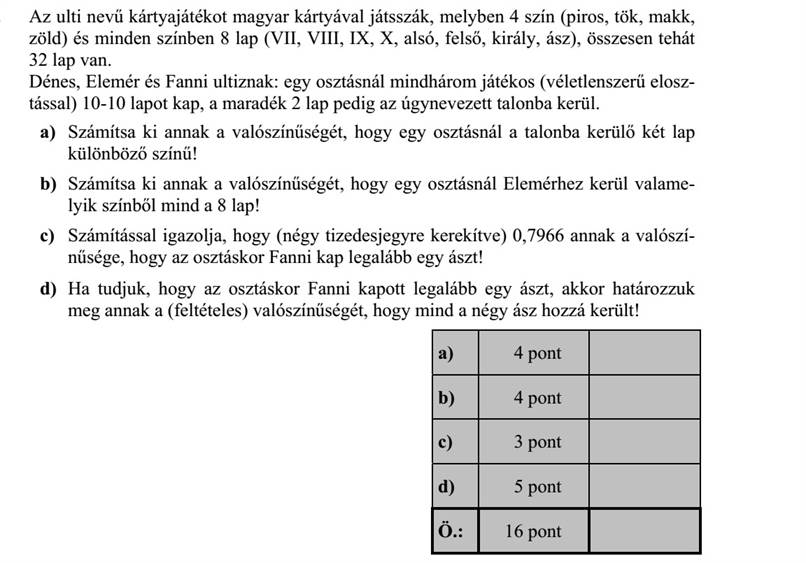 Az ulti nevű kártyajátékot magyar kártyával játsszák, melyben 4 szín (piros, tök, makk,
zöld) és minden színben 8 lap (VII, VIII, IX, X, alsó, felső, király, ász), összesen tehát
32 lap van.
Dénes, Elemér és Fanni ultiznak: egy osztásnál mindhárom játékos (véletlenszerű elosz-
tással) 10-10 lapot kap, a maradék 2 lap pedig az úgynevezett talonba kerül.
a) Számítsa ki annak a valószínűségét, hogy egy osztásnál a talonba kerülő két lap
különböző színű!
b) Számítsa ki annak a valószínűségét, hogy egy osztásnál Elemérhez kerül valame-
lyik színből mind a 8 lap!
c) Számítással igazolja, hogy (négy tizedesjegyre kerekítve) 0,7966 annak a valószí-
nűsége, hogy az osztáskor Fanni kap legalább egy ászt!
d) Ha tudjuk, hogy az osztáskor Fanni kapott legalább egy ászt, akkor határozzuk
meg annak a (feltételes) valószínűségét, hogy mind a négy ász hozzá került!
a) 4 pont
b) 4 pont
c) 3 pont
d) 5 pont
Ö.: 16 pont